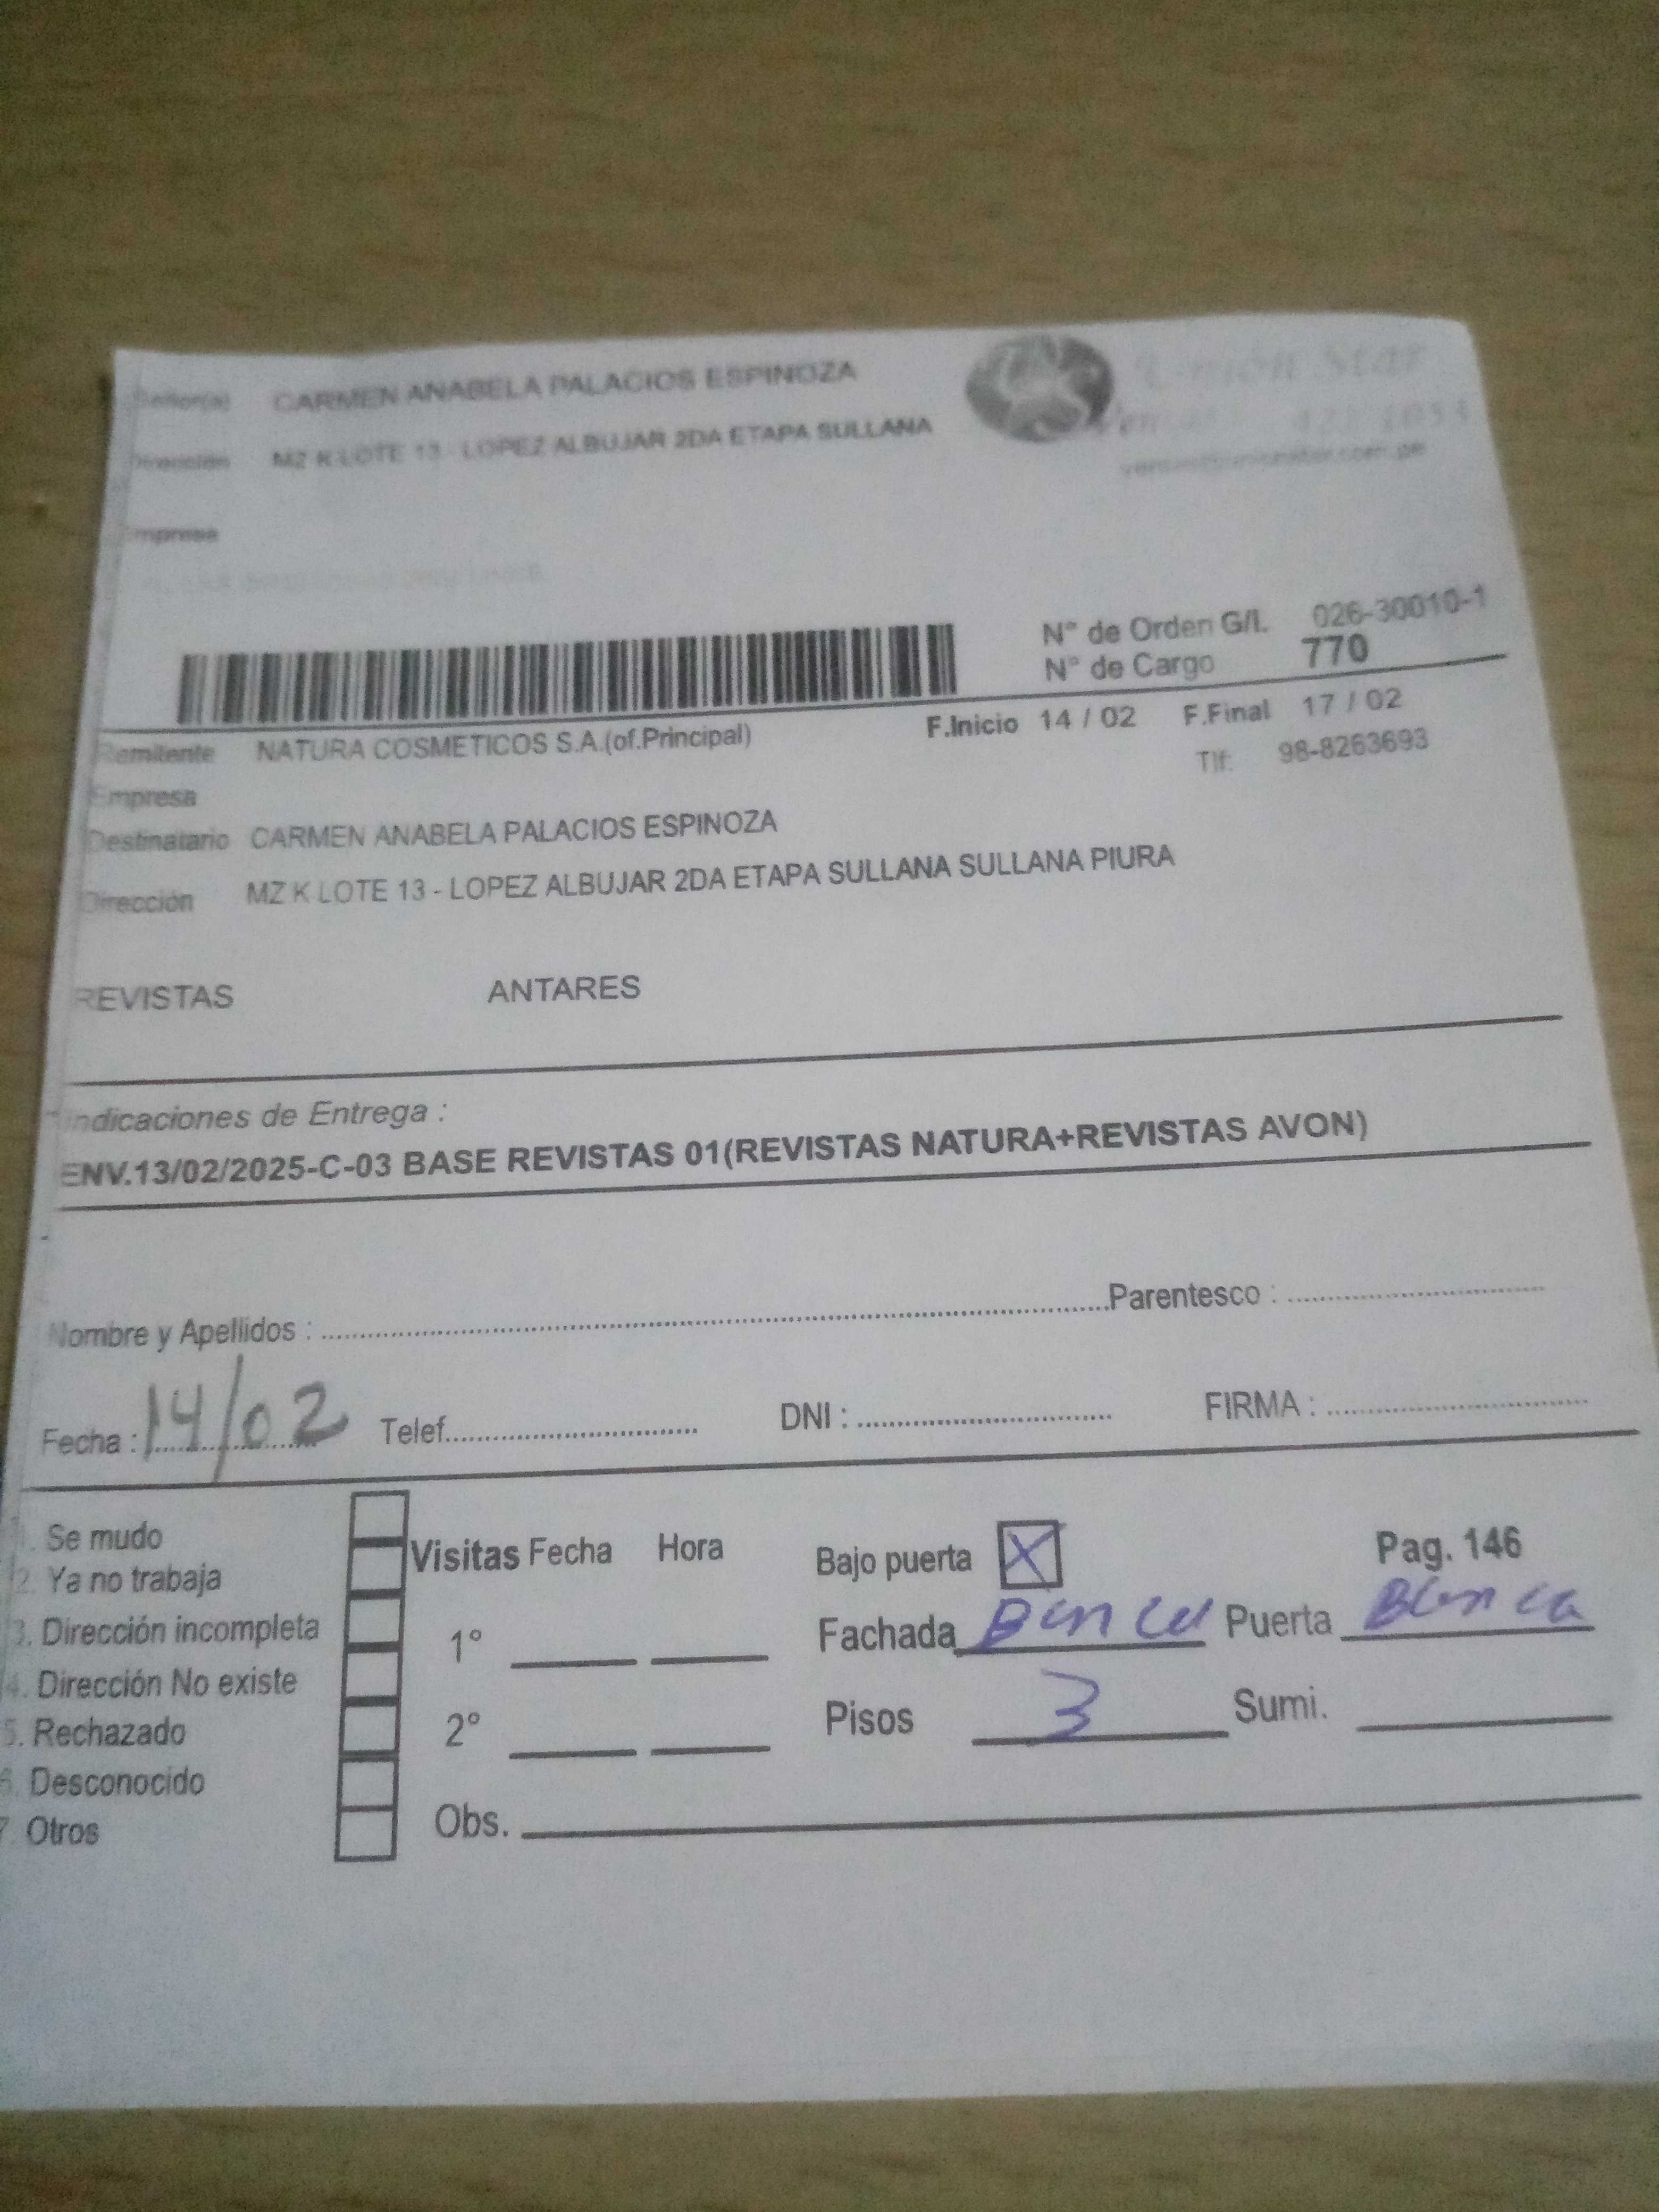 Señor(a) CARMEN ANABELA PALACIOS ESPINOZA
Dirección MZ K LOTE 13 - LOPEZ ALBUJAR 2DA ETAPA SULLANA
Unión Star
Empresa
N° de Orden G/L 026-30010-1
N° de Cargo 770
F.Inicio 14 / 02 F.Final 17 / 02
Remitente NATURA COSMETICOS S.A.(of.Principal)
Tlf: 98-8263693
Empresa
Destinatario CARMEN ANABELA PALACIOS ESPINOZA
Dirección MZ K LOTE 13 - LOPEZ ALBUJAR 2DA ETAPA SULLANA SULLANA PIURA
REVISTAS ANTARES
Indicaciones de Entrega :
ENV.13/02/2025-C-03 BASE REVISTAS 01(REVISTAS NATURA+REVISTAS AVON)
Nombre y Apellidos : Parentesco :
Fecha : 14/02 Telef. DNI : FIRMA :
1. Se mudo
2. Ya no trabaja
3. Dirección incompleta
4. Dirección No existe
5. Rechazado
6. Desconocido
7. Otros
Visitas Fecha Hora
1°
2°
Obs.
Bajo puerta X Pag. 146
Fachada Puerta Blanca
Pisos 3 Sumi.